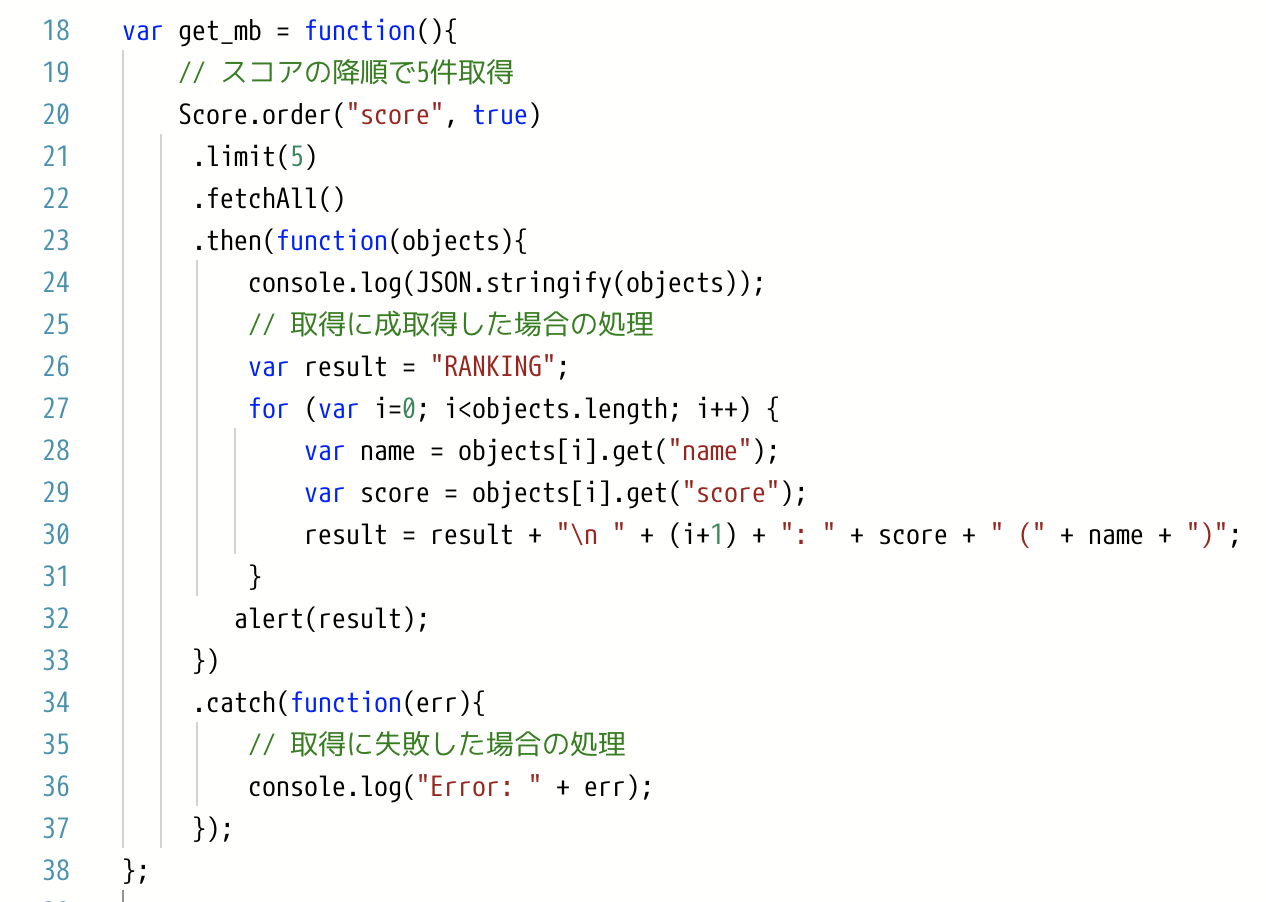 18 var get_mb = function(){
19 // スコアの降順で5件取得
20 Score.order("score", true)
21 .limit(5)
22 .fetchAll()
23 .then(function(objects){
24 console.log(JSON.stringify(objects));
25 // 取得に成取得した場合の処理
26 var result = "RANKING";
27 for (var i=0; i<objects.length; i++) {
28 var name = objects[i].get("name");
29 var score = objects[i].get("score");
30 result = result + "\n " + (i+1) + ": " + score + " (" + name + ")";
31 }
32 alert(result);
33 })
34 .catch(function(err){
35 // 取得に失敗した場合の処理
36 console.log("Error: " + err);
37 });
38 };